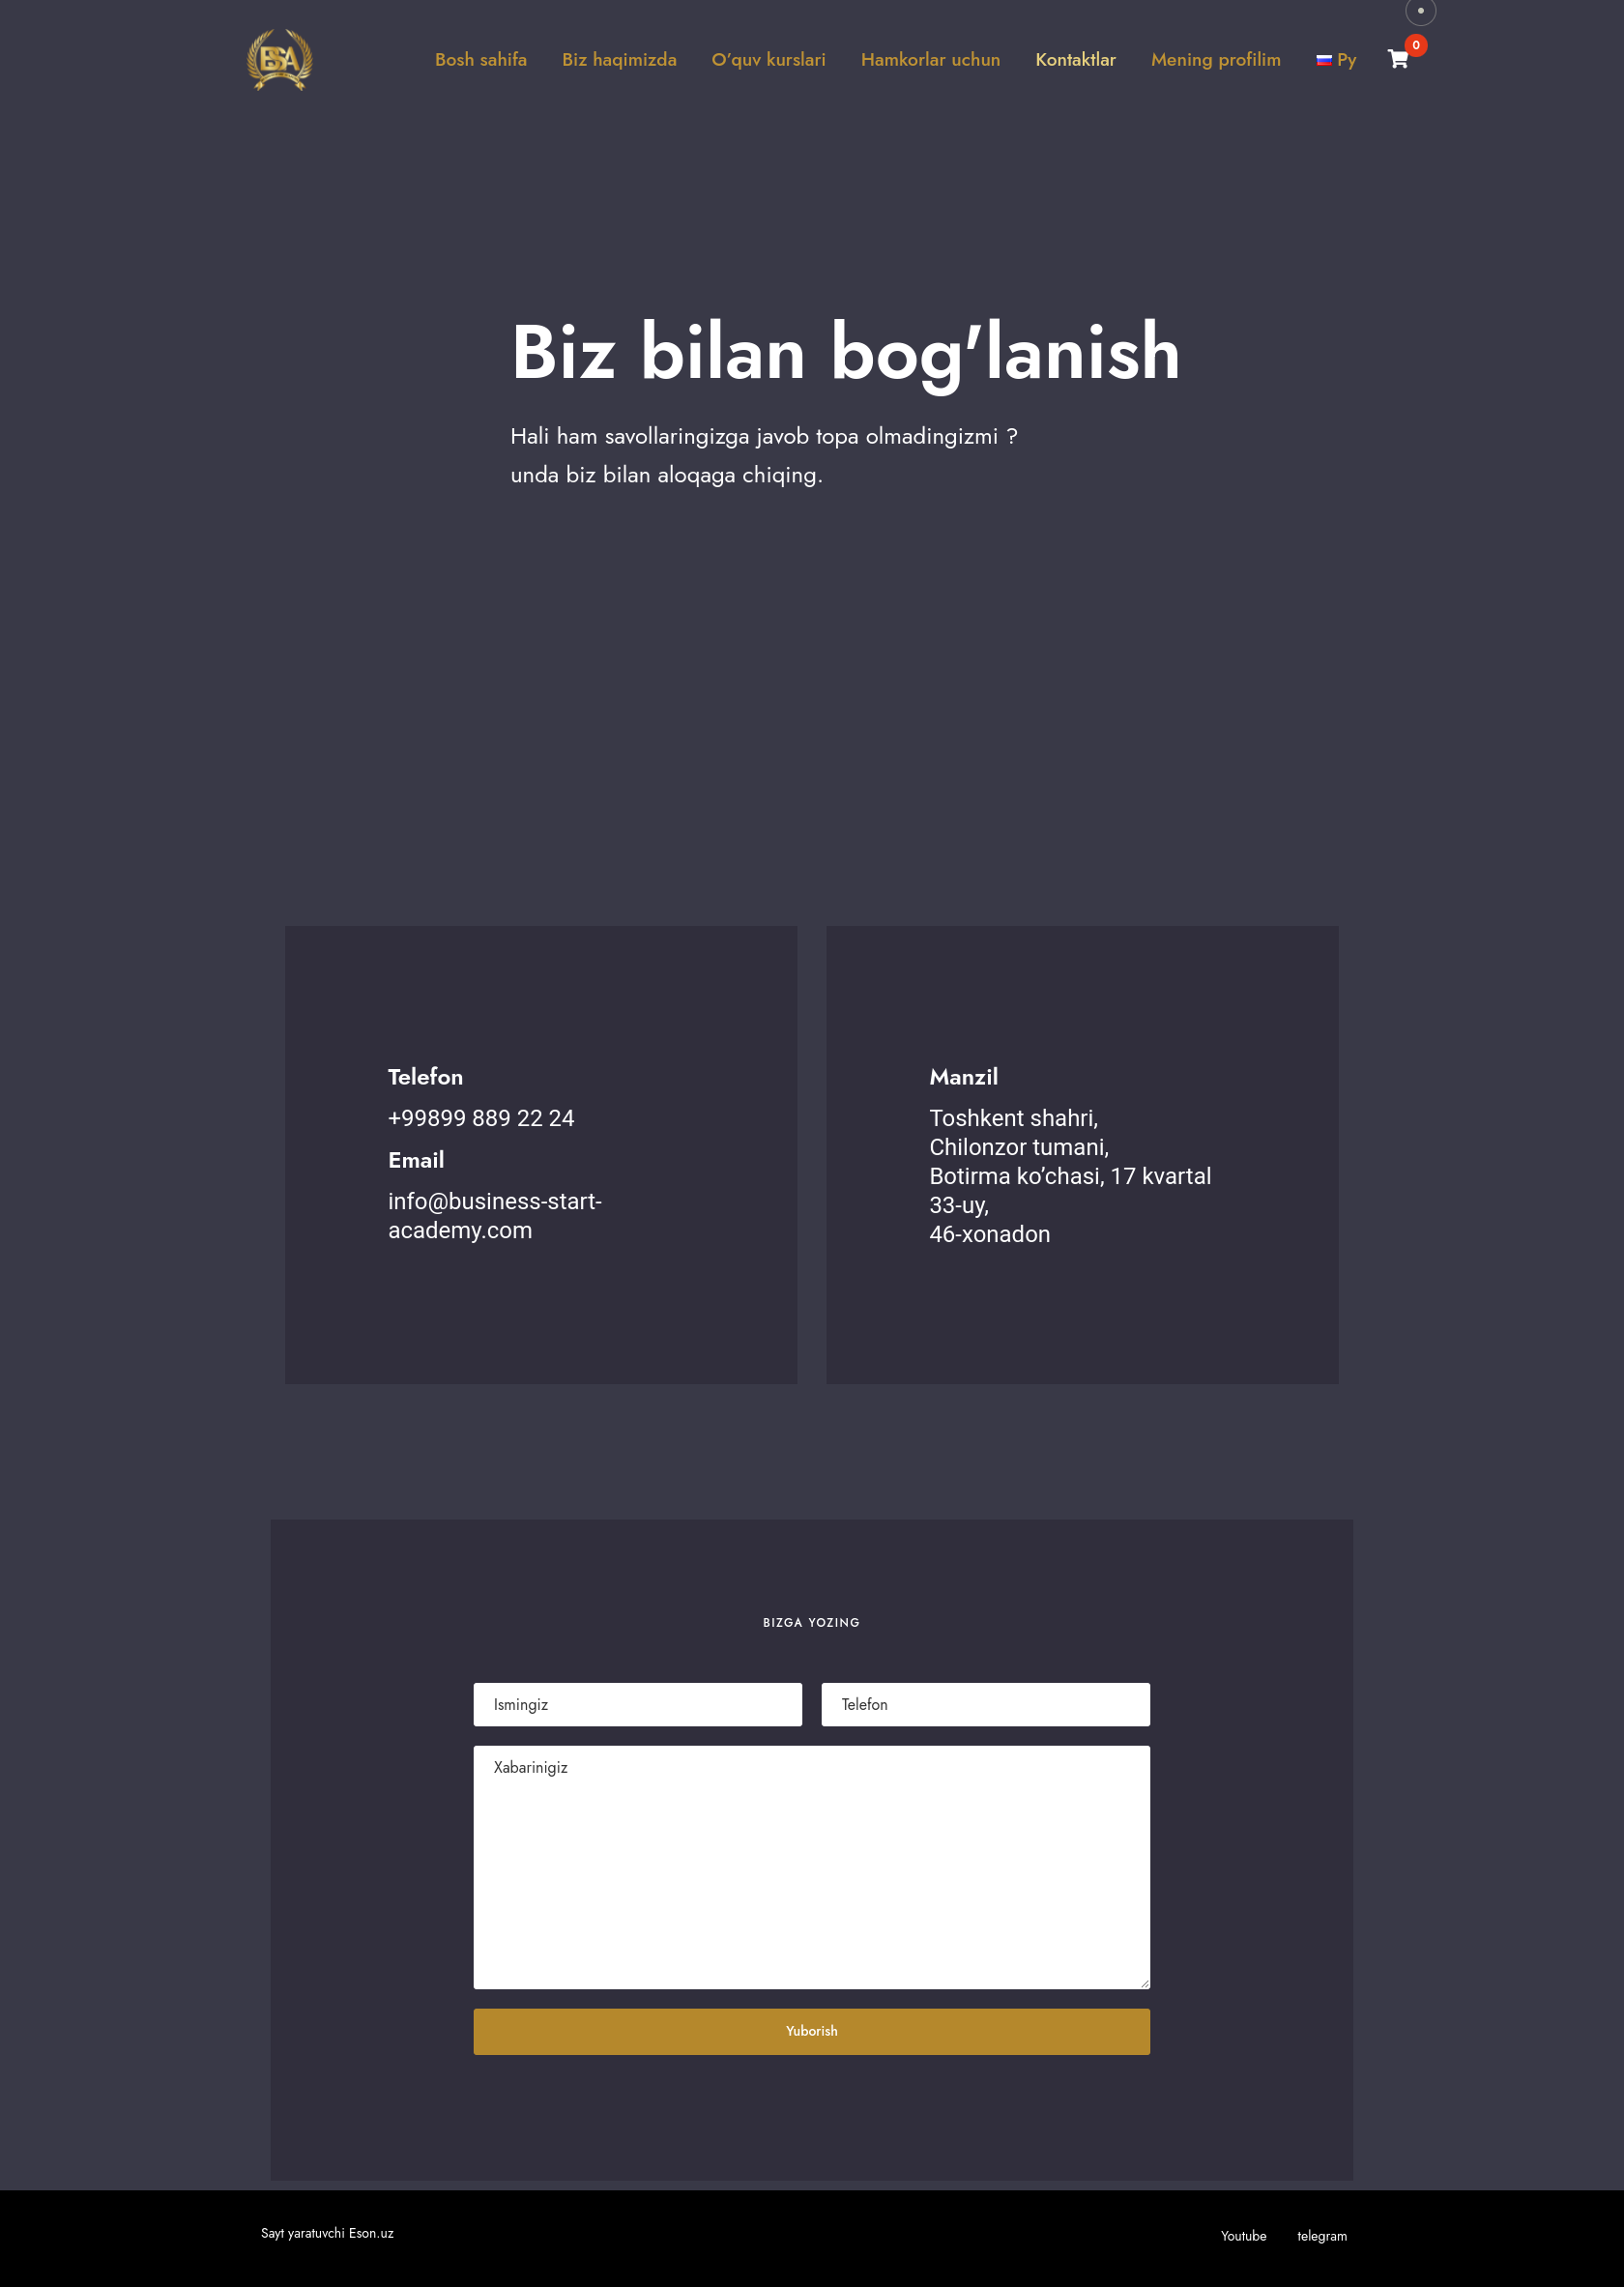 BSA
Bosh sahifa Biz haqimizda O’quv kurslari Hamkorlar uchun Kontaktlar Mening profilim Ру 0
Biz bilan bog'lanish
Hali ham savollaringizga javob topa olmadingizmi ?
unda biz bilan aloqaga chiqing.
Telefon
+99899 889 22 24
Email
info@business-start-
academy.com
Manzil
Toshkent shahri,
Chilonzor tumani,
Botirma ko’chasi, 17 kvartal
33-uy,
46-xonadon
BIZGA YOZING
Ismingiz
Telefon
Xabarinigiz
Yuborish
Sayt yaratuvchi Eson.uz
Youtube telegram